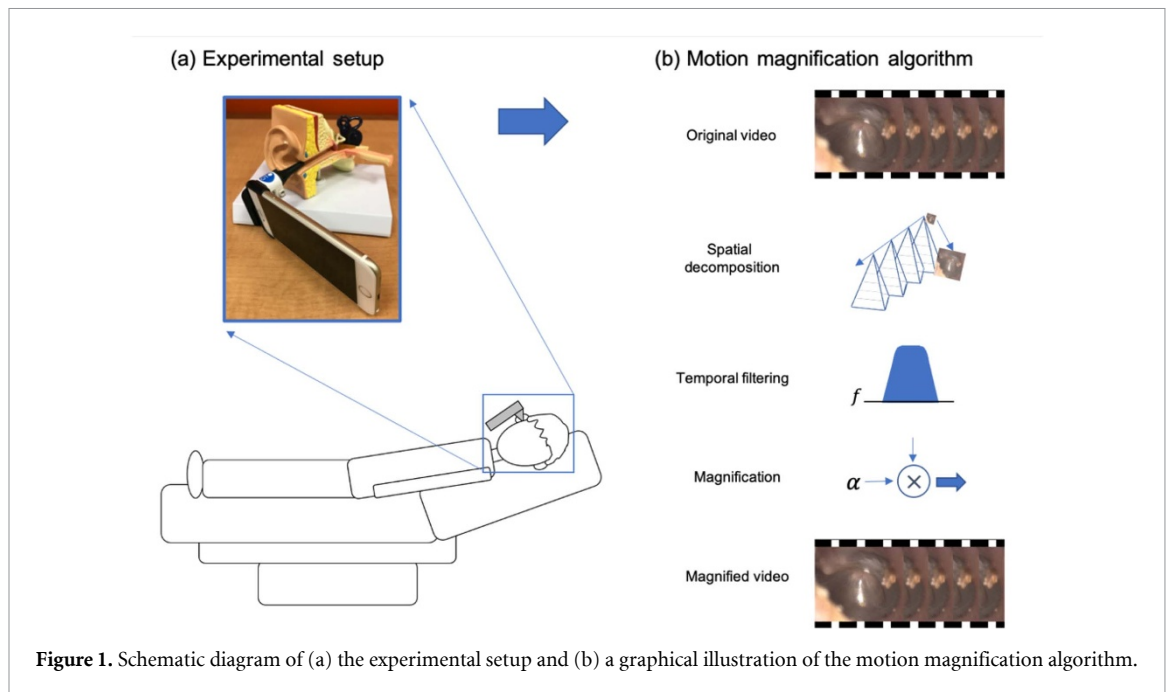 (a) Experimental setup
(b) Motion magnification algorithm
Original video
Spatial
decomposition
Temporal filtering
f
Magnification
α
Magnified video
Figure 1. Schematic diagram of (a) the experimental setup and (b) a graphical illustration of the motion magnification algorithm.